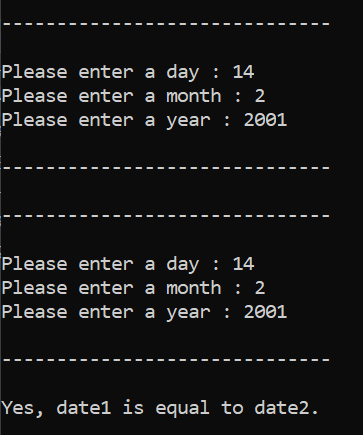 ------------------------------
Please enter a day : 14
Please enter a month : 2
Please enter a year : 2001
------------------------------
------------------------------
Please enter a day : 14
Please enter a month : 2
Please enter a year : 2001
------------------------------
Yes, date1 is equal to date2.